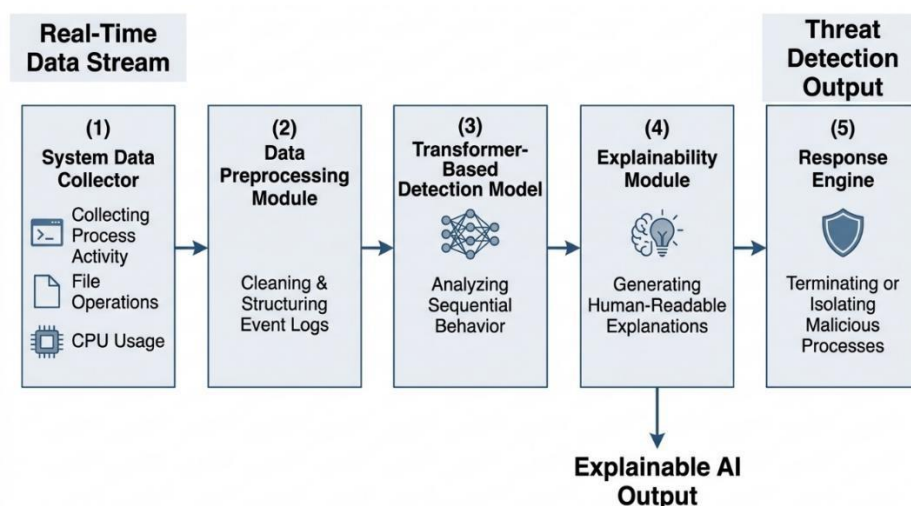 Real-Time
Data Stream
Threat
Detection
Output
(1)
System Data
Collector
Collecting
Process
Activity
File
Operations
CPU Usage
(2)
Data
Preprocessing
Module
Cleaning &
Structuring
Event Logs
(3)
Transformer-
Based
Detection Model
Analyzing
Sequential
Behavior
(4)
Explainability
Module
Generating
Human-Readable
Explanations
(5)
Response
Engine
Terminating or
Isolating
Malicious
Processes
Explainable AI
Output